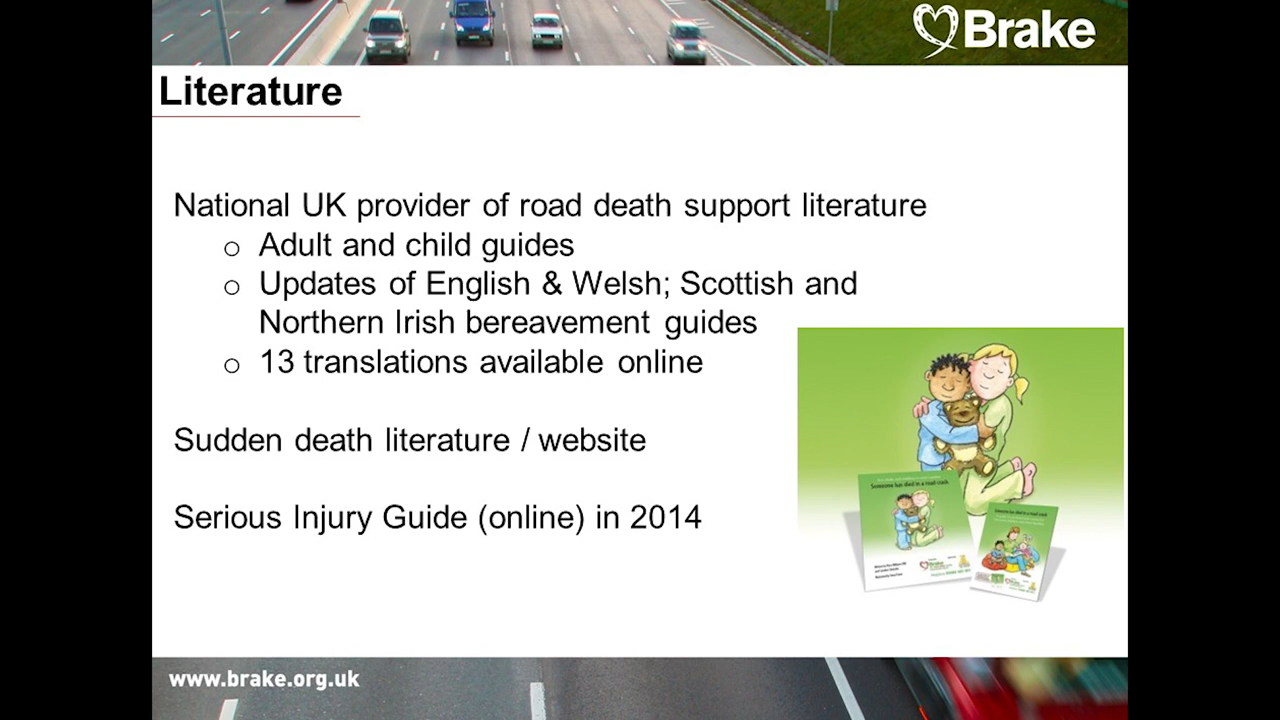 Brake
Literature
National UK provider of road death support literature
o Adult and child guides
o Updates of English & Welsh; Scottish and
Northern Irish bereavement guides
o 13 translations available online
Sudden death literature / website
Serious Injury Guide (online) in 2014
Someone has died in a road crash
Someone has died in a road crash
Brake
www.brake.org.uk